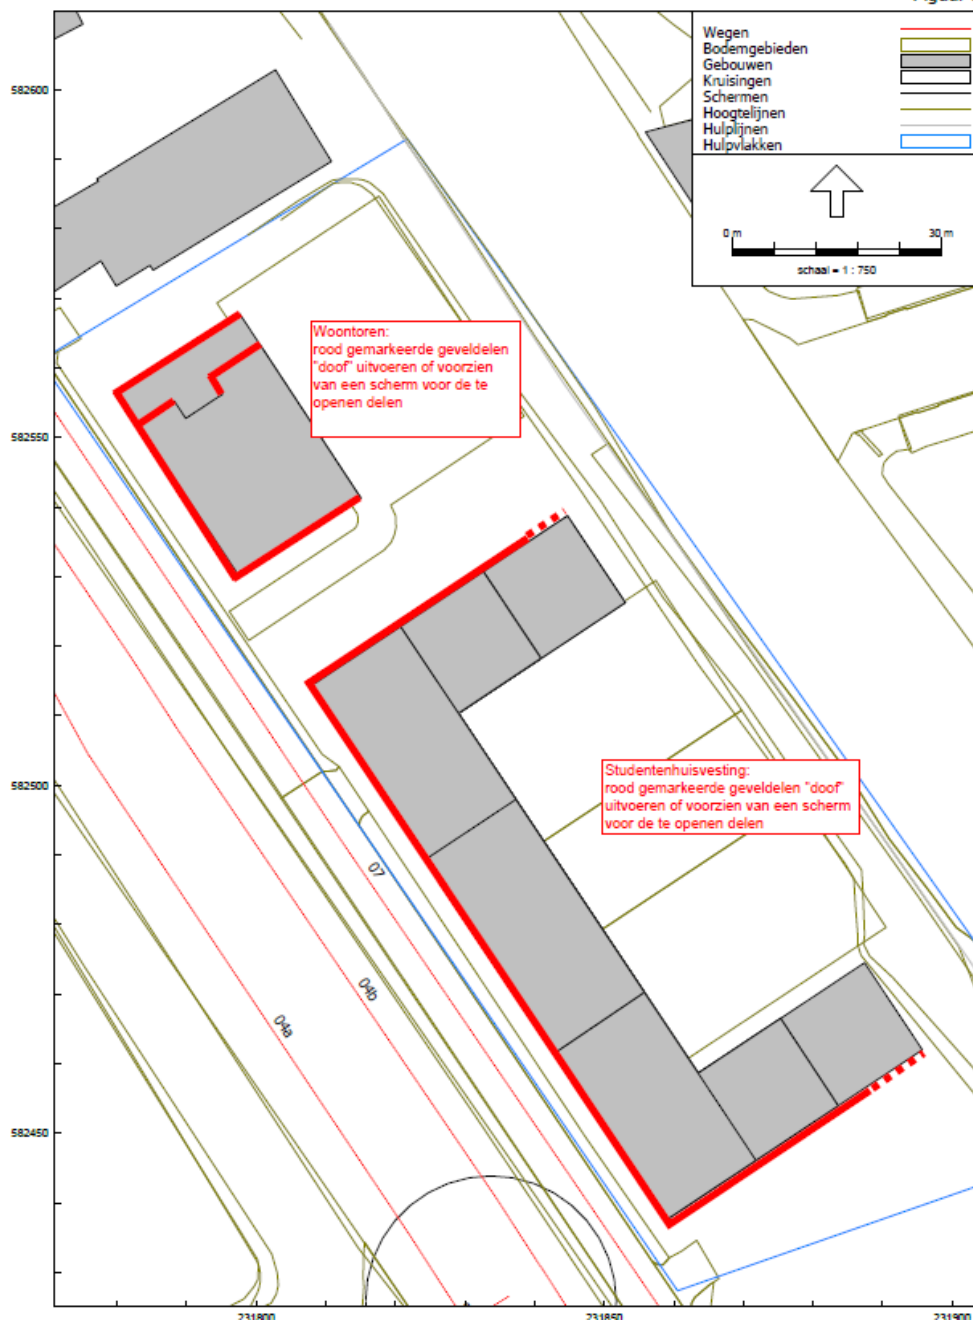 Wegen
Bodemgebieden
Gebouwen
Kruisingen
Schermen
Hoogtelijnen
Hulplijnen
Hulpvlakken
0 m 30 m
schaal = 1 : 750
582600
Woontoren:
rood gemarkeerde geveldelen
"doof" uitvoeren of voorzien
van een scherm voor de te
openen delen
582550
Studentenhuisvesting:
rood gemarkeerde geveldelen "doof"
uitvoeren of voorzien van een scherm
voor de te openen delen
582500
07
04b
04a
582450
231800 231850 231900